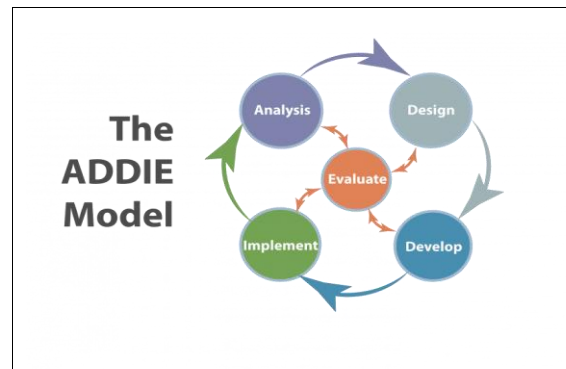 The
ADDIE
Model
Analysis
Design
Evaluate
Implement
Develop